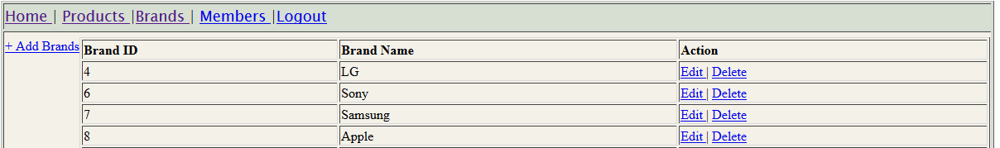 Home | Products | Brands | Members | Logout
+ Add Brands Brand ID Brand Name Action
4 LG Edit | Delete
6 Sony Edit | Delete
7 Samsung Edit | Delete
8 Apple Edit | Delete